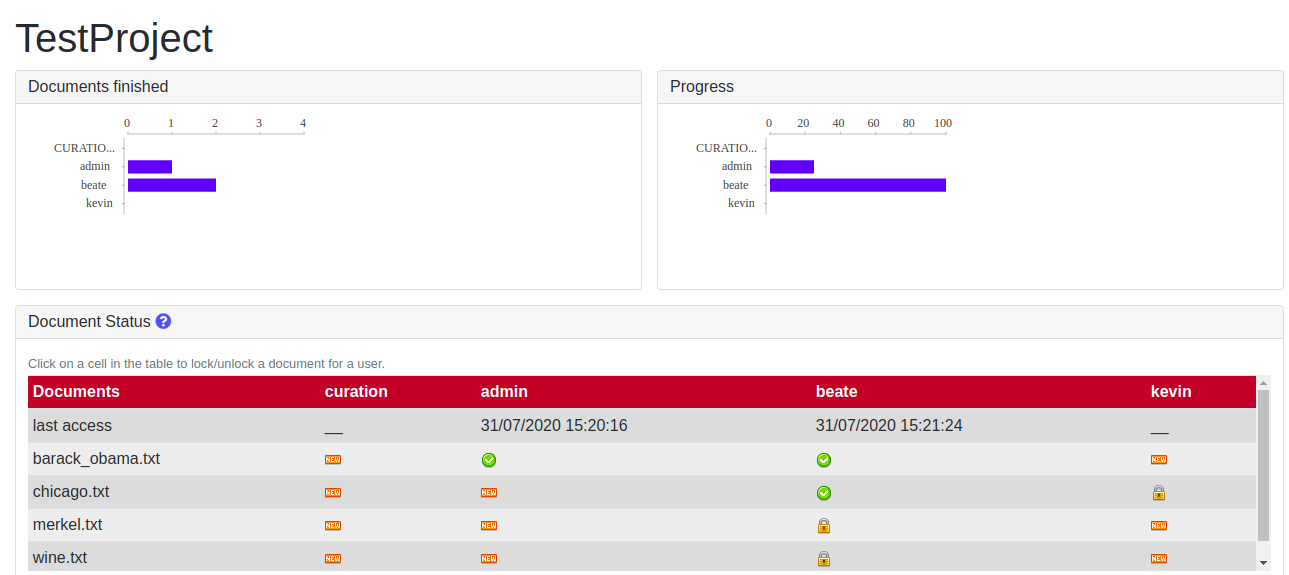 TestProject
Documents finished
0 1 2 3 4
CURATIO...
admin
beate
kevin
Progress
0 20 40 60 80 100
CURATIO...
admin
beate
kevin
Document Status ?
Click on a cell in the table to lock/unlock a document for a user.
Documents curation admin beate kevin
last access __ 31/07/2020 15:20:16 31/07/2020 15:21:24 __
barack_obama.txt NEW NEW
chicago.txt NEW NEW
merkel.txt NEW NEW NEW
wine.txt NEW NEW NEW